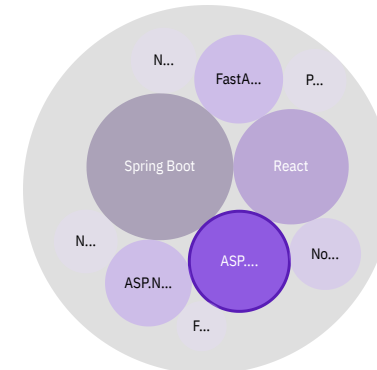 N...
FastA...
P...
Spring Boot
React
N...
ASP....
No...
ASP.N...
F...